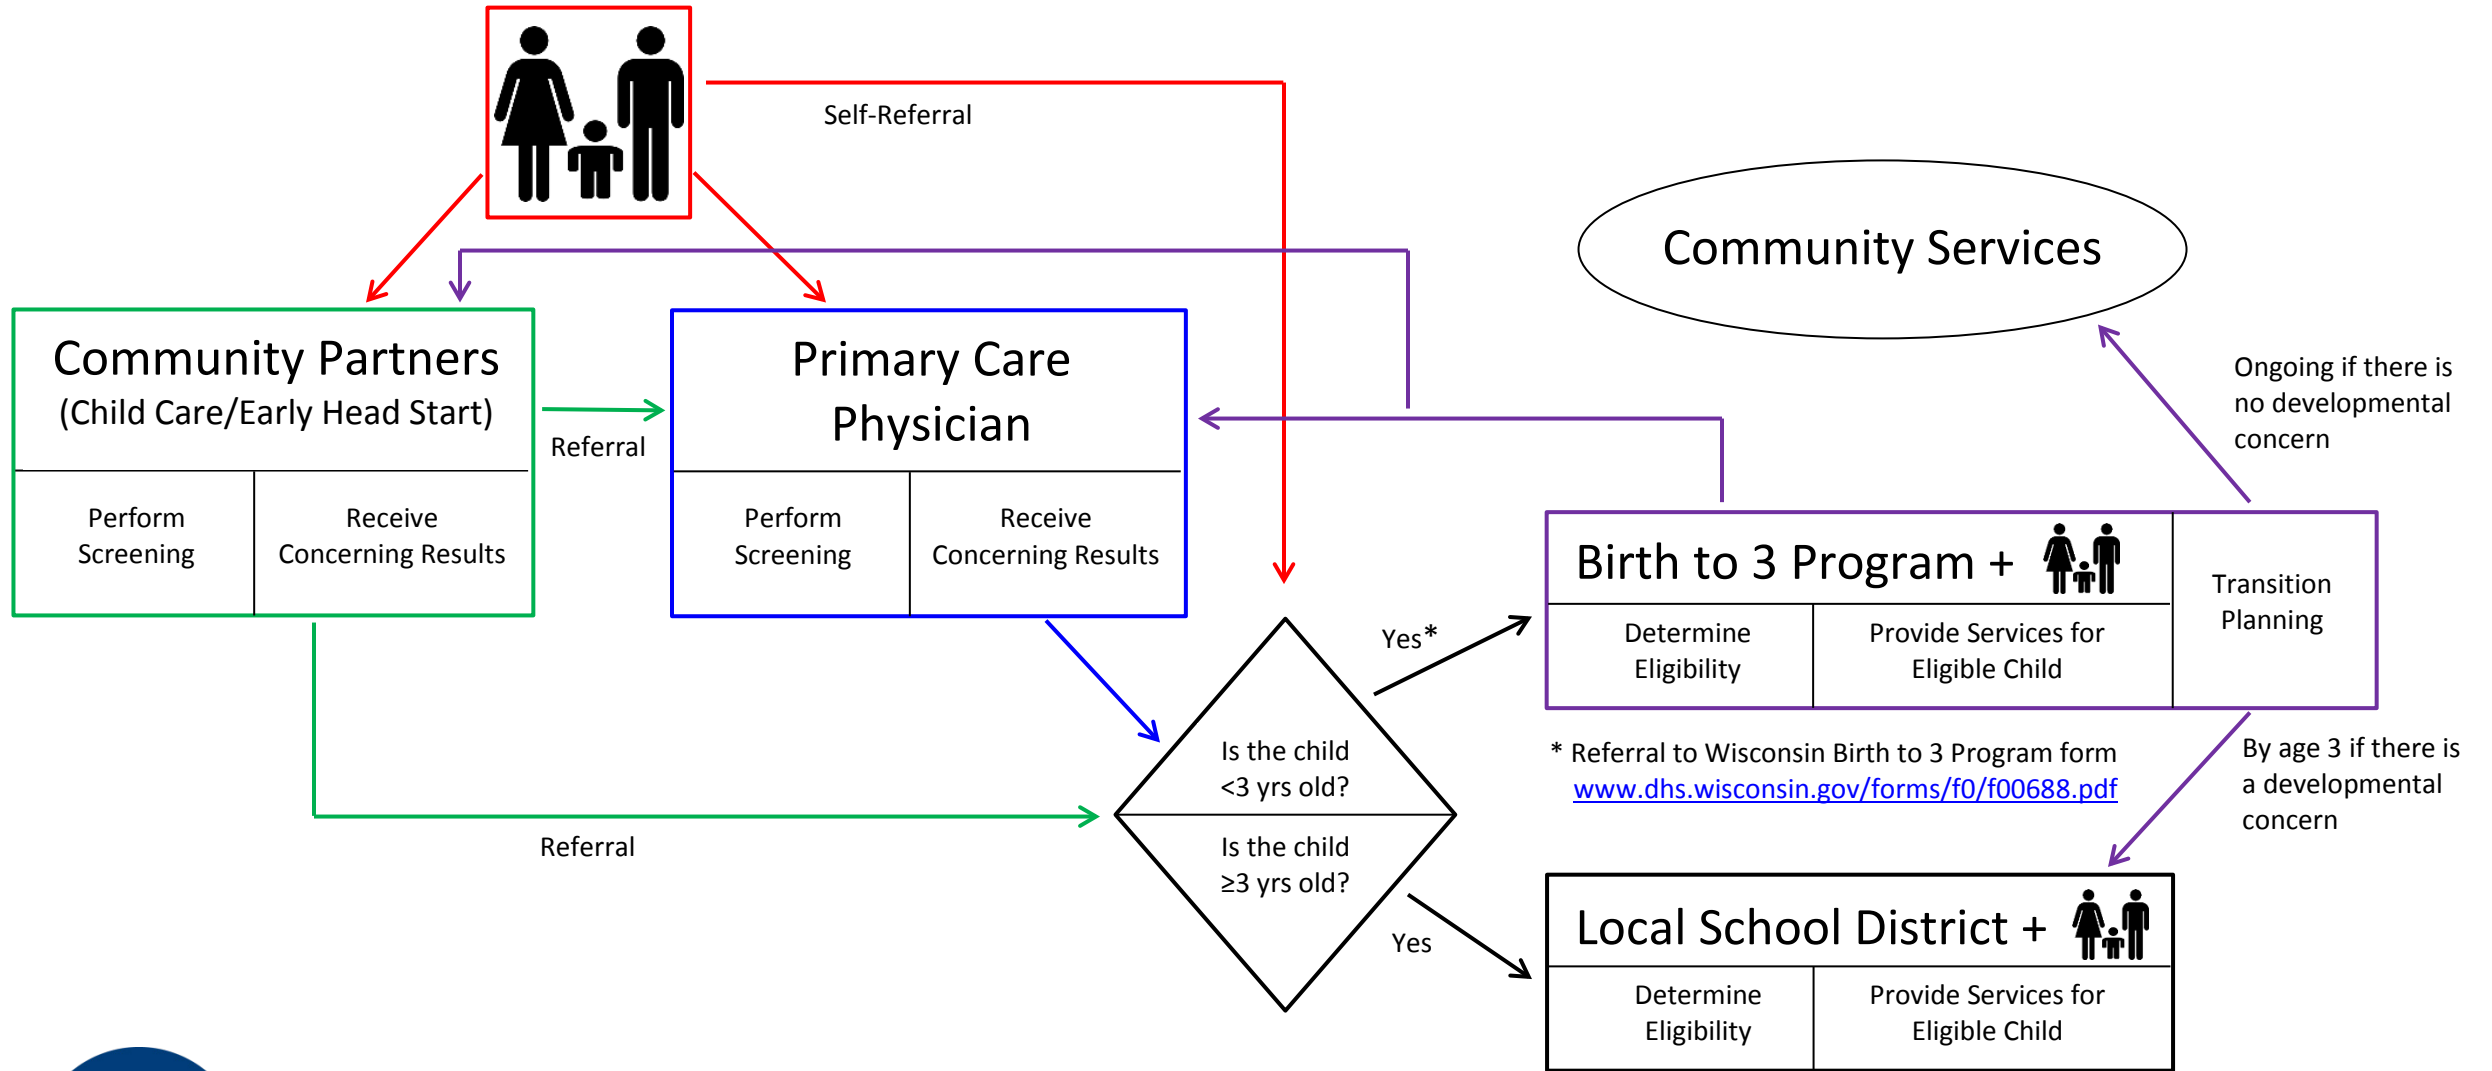 Self-Referral
Community Services
Community Partners
(Child Care/Early Head Start)
Perform
Screening
Receive
Concerning Results
Referral
Primary Care
Physician
Perform
Screening
Receive
Concerning Results
Ongoing if there is
no developmental
concern
Birth to 3 Program +
Determine
Eligibility
Provide Services for
Eligible Child
Transition
Planning
Yes*
Is the child
<3 yrs old?
Is the child
≥3 yrs old?
* Referral to Wisconsin Birth to 3 Program form
www.dhs.wisconsin.gov/forms/f0/f00688.pdf
By age 3 if there is
a developmental
concern
Referral
Yes
Local School District +
Determine
Eligibility
Provide Services for
Eligible Child